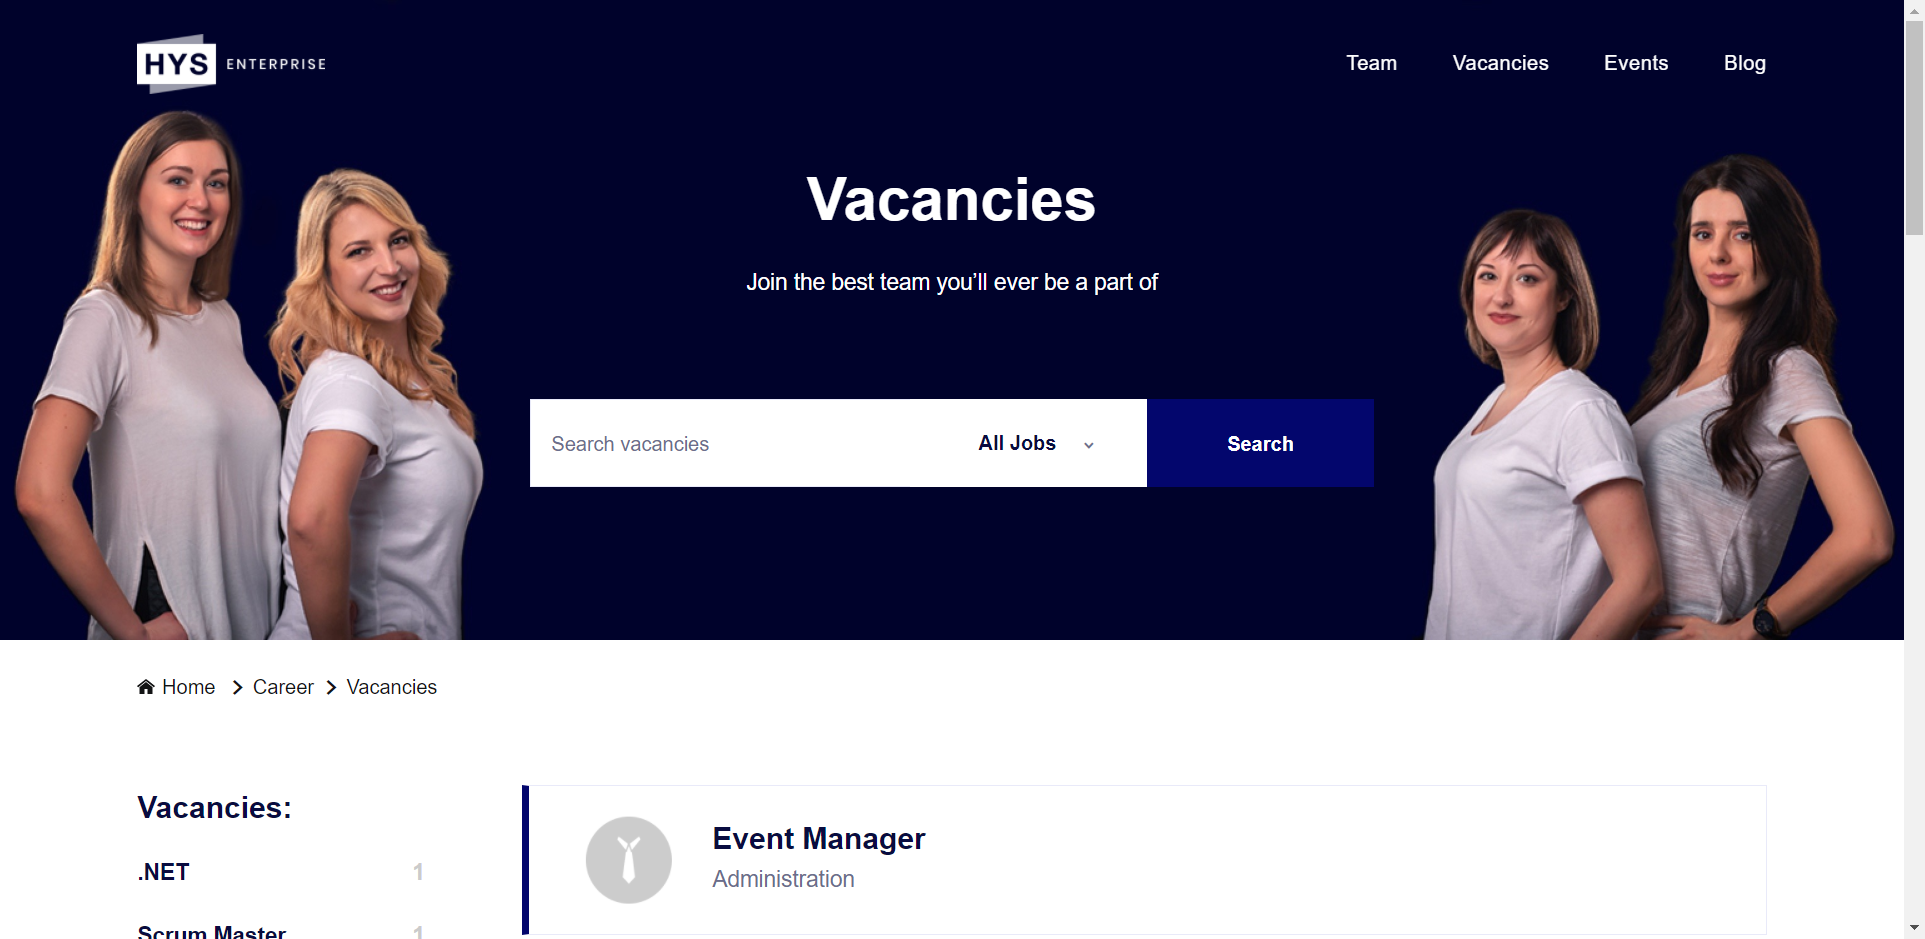 HYS ENTERPRISE
Team Vacancies Events Blog
Vacancies
Join the best team you’ll ever be a part of
Search vacancies All Jobs Search
Home Career Vacancies
Vacancies:
.NET 1
Scrum Master 1
Event Manager
Administration